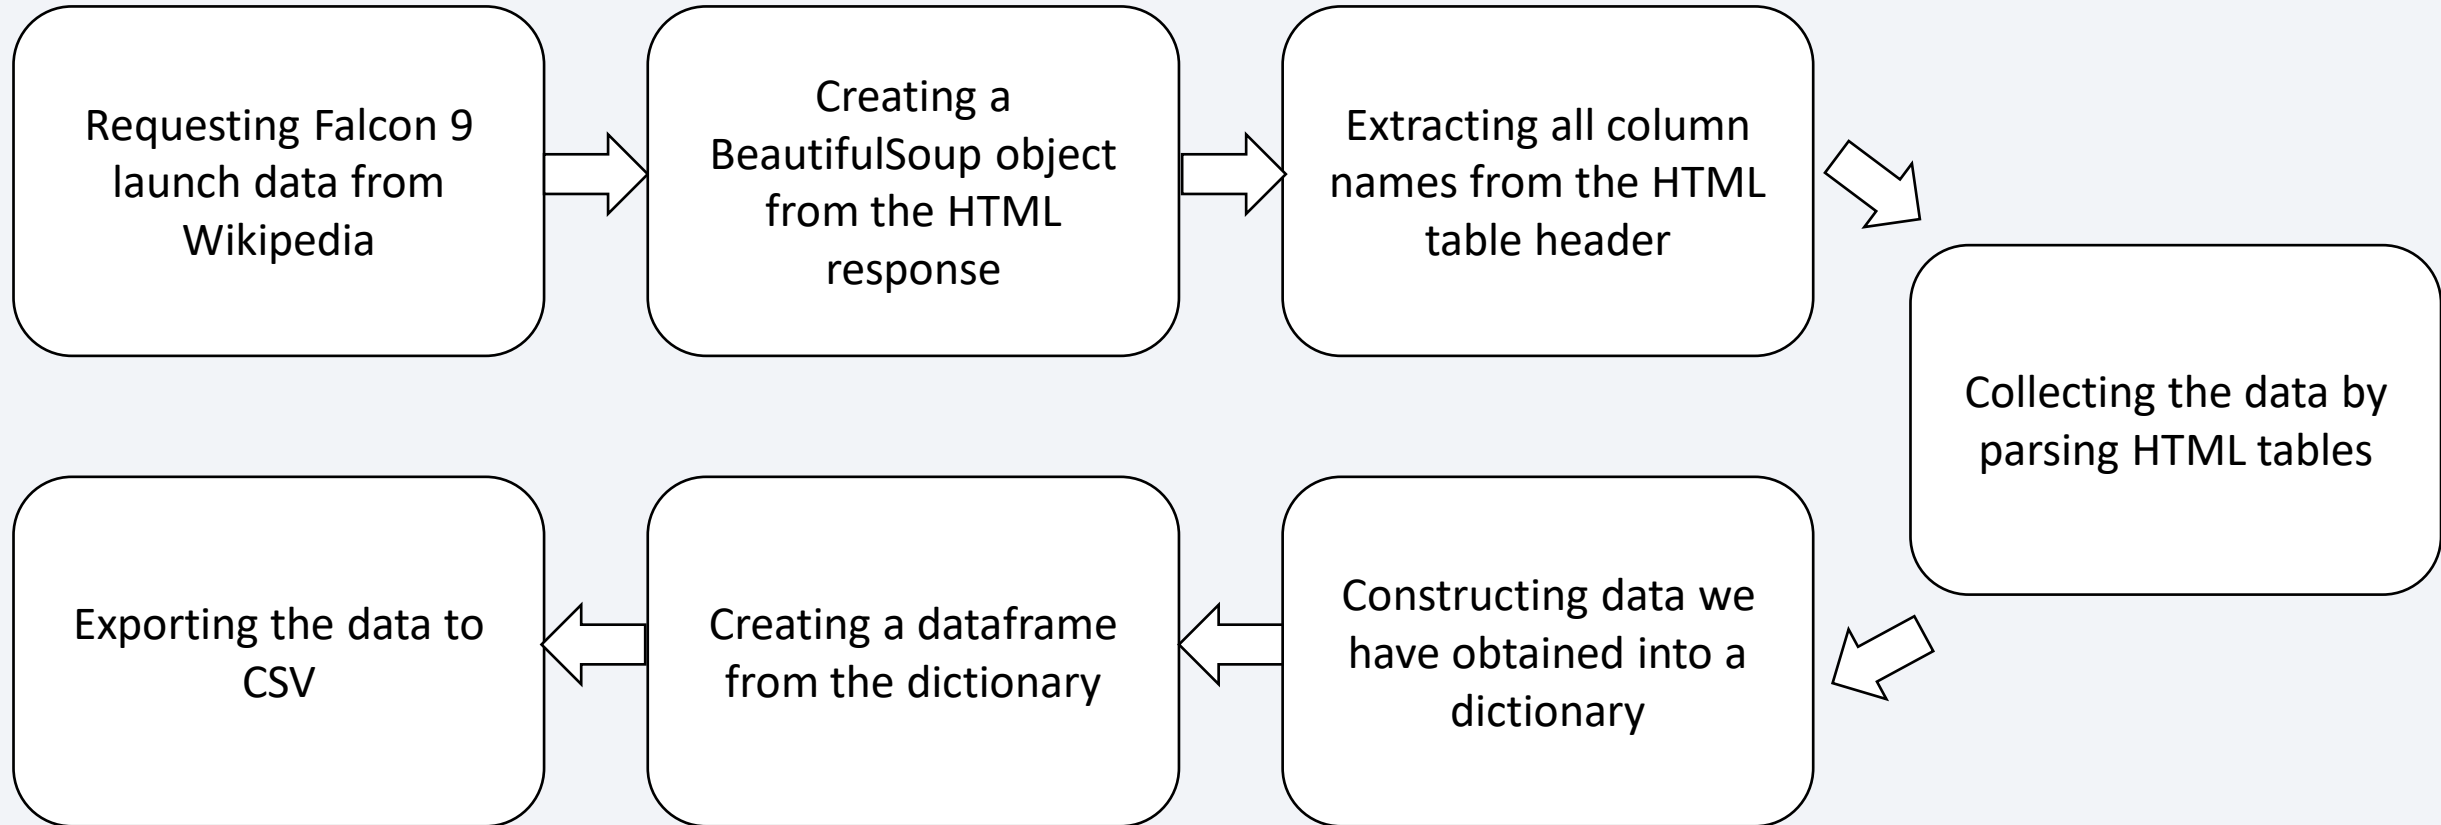 Requesting Falcon 9
launch data from
Wikipedia
Creating a
BeautifulSoup object
from the HTML
response
Extracting all column
names from the HTML
table header
Collecting the data by
parsing HTML tables
Constructing data we
have obtained into a
dictionary
Creating a dataframe
from the dictionary
Exporting the data to
CSV